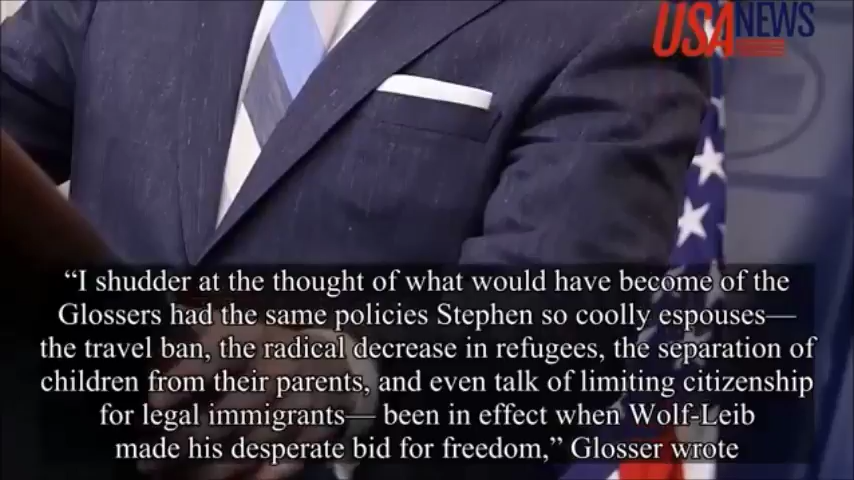 USA NEWS
“I shudder at the thought of what would have become of the
Glossers had the same policies Stephen so coolly espouses—
the travel ban, the radical decrease in refugees, the separation of
children from their parents, and even talk of limiting citizenship
for legal immigrants— been in effect when Wolf-Leib
made his desperate bid for freedom,” Glosser wrote